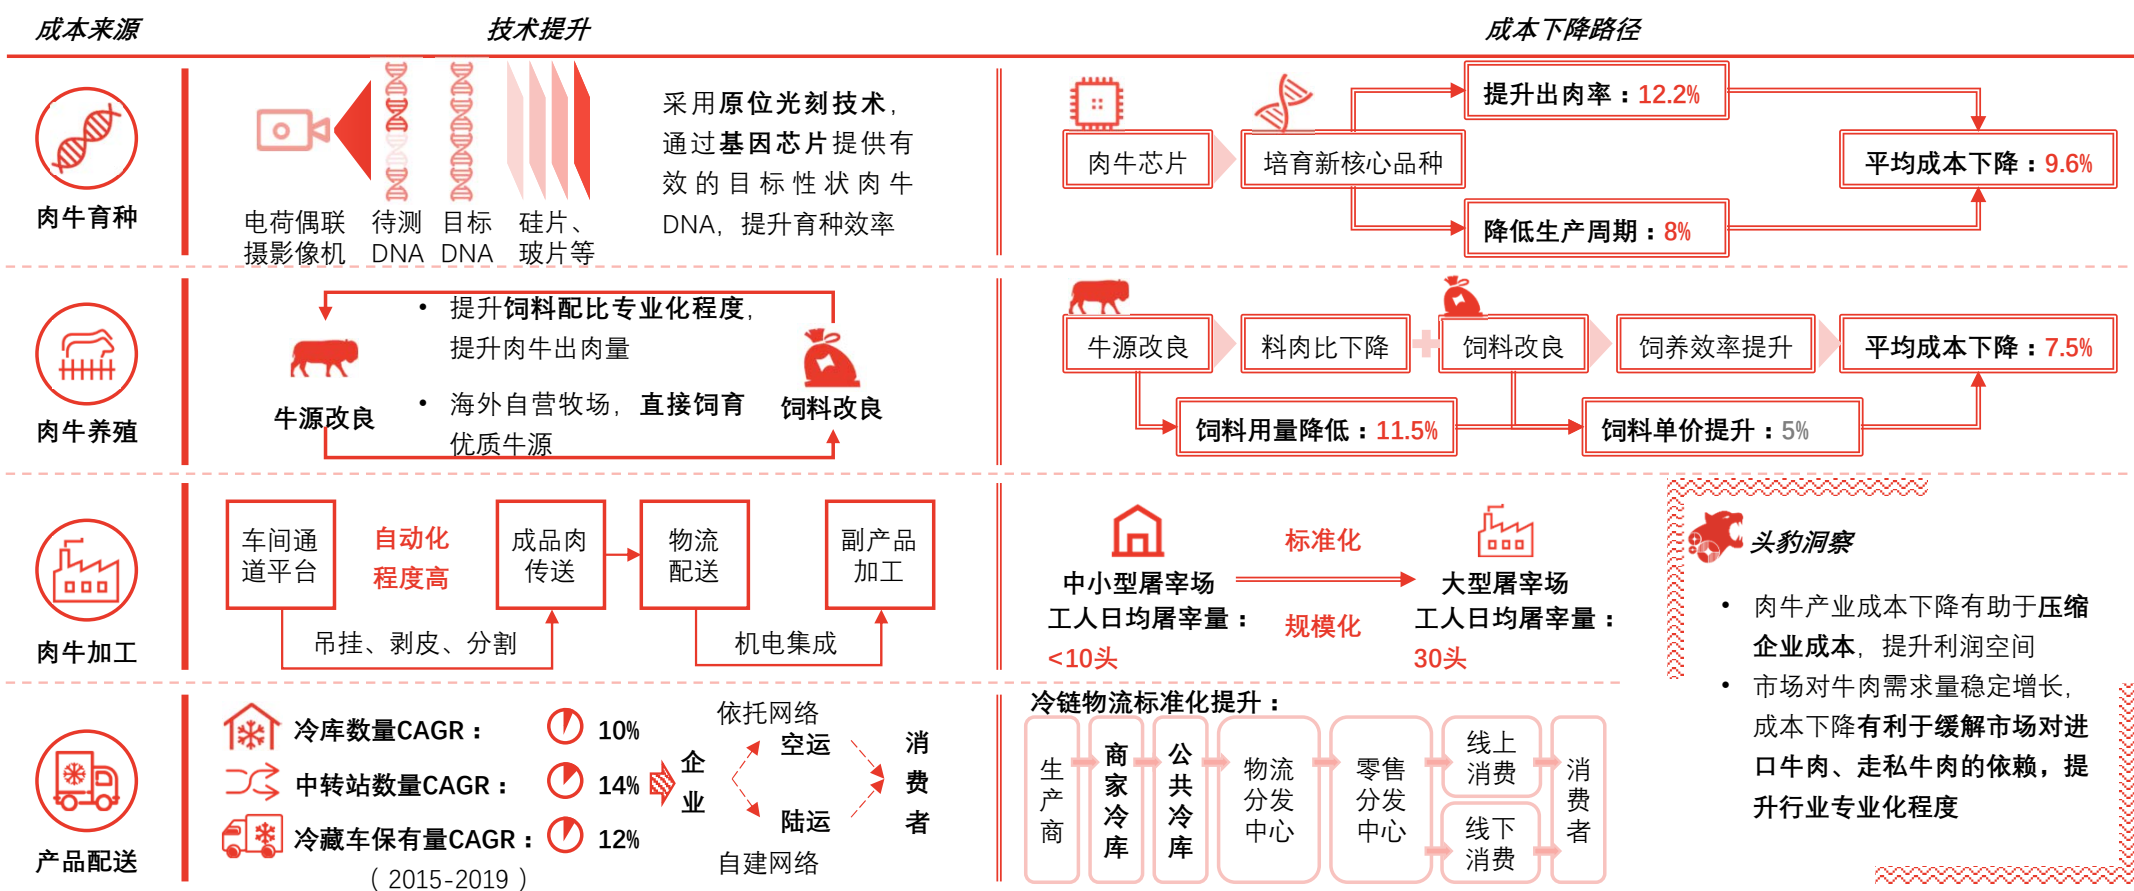 成本来源
技术提升
成本下降路径
肉牛育种
电荷偶联
摄影像机
待测
DNA
目标
DNA
硅片、
玻片等
采用原位光刻技术，
通过基因芯片提供有
效的目标性状肉牛
DNA，提升育种效率
肉牛芯片
培育新核心品种
提升出肉率：12.2%
降低生产周期：8%
平均成本下降：9.6%
肉牛养殖
牛源改良
• 提升饲料配比专业化程度，
提升肉牛出肉量
• 海外自营牧场，直接饲育
优质牛源
饲料改良
牛源改良
料肉比下降
饲料改良
饲养效率提升
平均成本下降：7.5%
饲料用量降低：11.5%
饲料单价提升：5%
肉牛加工
车间通
道平台
自动化
程度高
成品肉
传送
物流
配送
副产品
加工
吊挂、剥皮、分割
机电集成
中小型屠宰场
工人日均屠宰量：
<10头
标准化
规模化
大型屠宰场
工人日均屠宰量：
30头
头豹洞察
• 肉牛产业成本下降有助于压缩
企业成本，提升利润空间
• 市场对牛肉需求量稳定增长，
成本下降有利于缓解市场对进
口牛肉、走私牛肉的依赖，提
升行业专业化程度
产品配送
冷库数量CAGR：
10%
中转站数量CAGR：
14%
冷藏车保有量CAGR：
12%
（2015-2019）
企业
依托网络
空运
陆运
自建网络
消费者
冷链物流标准化提升：
生产商
商家冷库
公共冷库
物流
分发
中心
零售
分发
中心
线上
消费
线下
消费
消费者